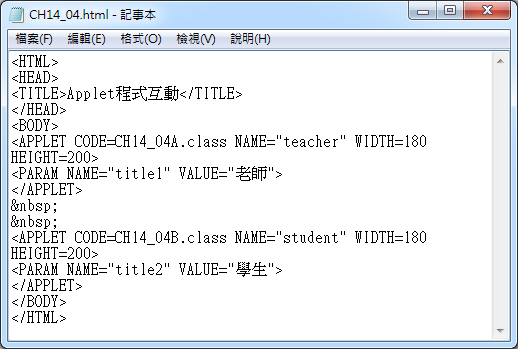 CH14_04.html - 記事本
檔案(F) 編輯(E) 格式(O) 檢視(V) 說明(H)
<HTML>
<HEAD>
<TITLE>Applet程式互動</TITLE>
</HEAD>
<BODY>
<APPLET CODE=CH14_04A.class NAME="teacher" WIDTH=180
HEIGHT=200>
<PARAM NAME="title1" VALUE="老師">
</APPLET>
&nbsp;
&nbsp;
<APPLET CODE=CH14_04B.class NAME="student" WIDTH=180
HEIGHT=200>
<PARAM NAME="title2" VALUE="學生">
</APPLET>
</BODY>
</HTML>